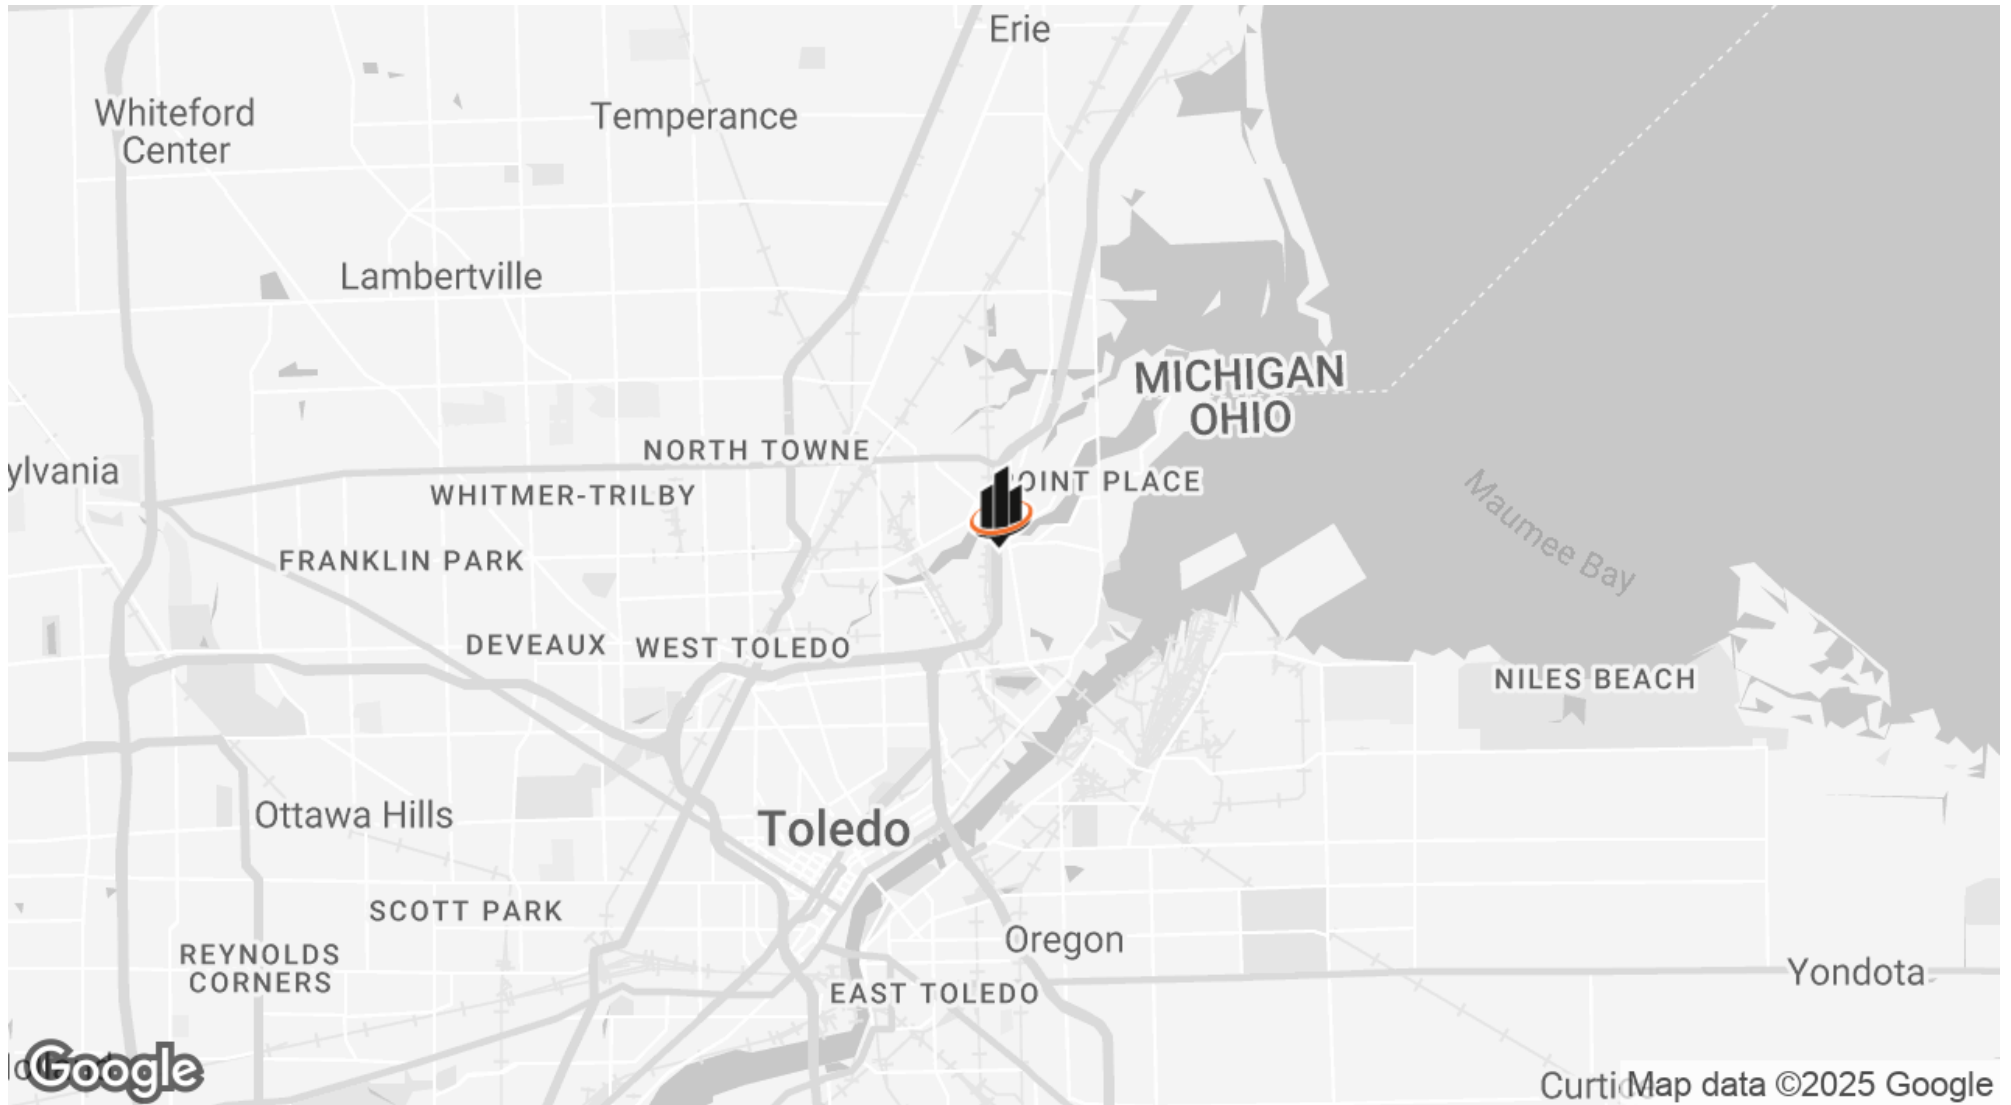 Erie
Whiteford
Center
Temperance
Lambertville
MICHIGAN
OHIO
NORTH TOWNE
ylvania
OINT PLACE
WHITMER-TRILBY
Maumee Bay
FRANKLIN PARK
DEVEAUX
WEST TOLEDO
NILES BEACH
Ottawa Hills
Toledo
SCOTT PARK
Oregon
REYNOLDS
CORNERS
Yondota
EAST TOLEDO
Google
Map data ©2025 Google